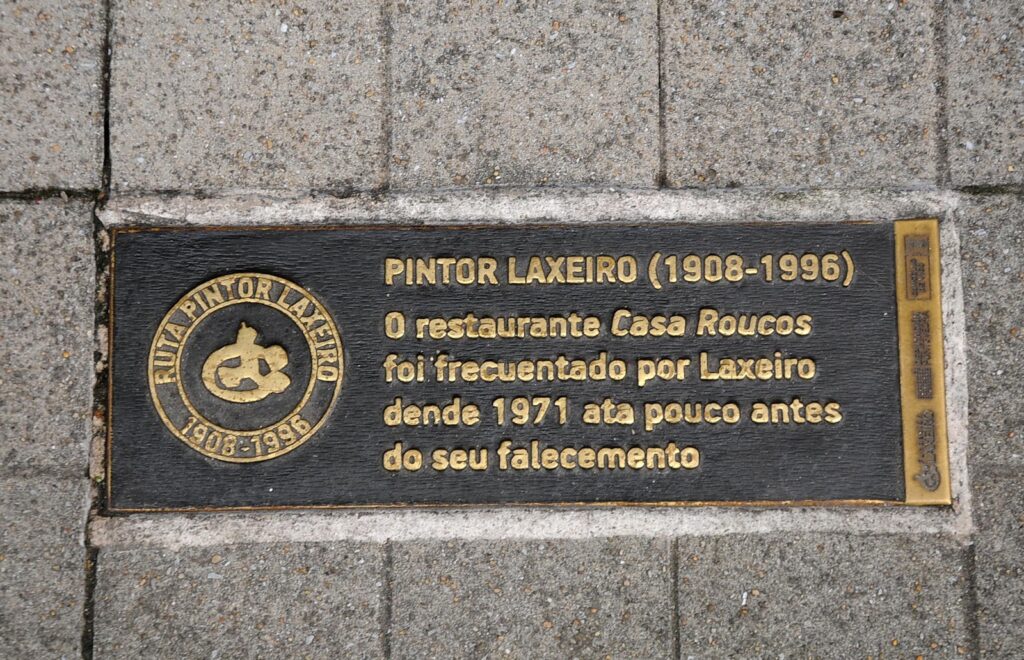 RUTA PINTOR LAXEIRO
1908-1996
PINTOR LAXEIRO (1908-1996)
O restaurante Casa Roucos
foi frecuentado por Laxeiro
dende 1971 ata pouco antes
do seu falecemento